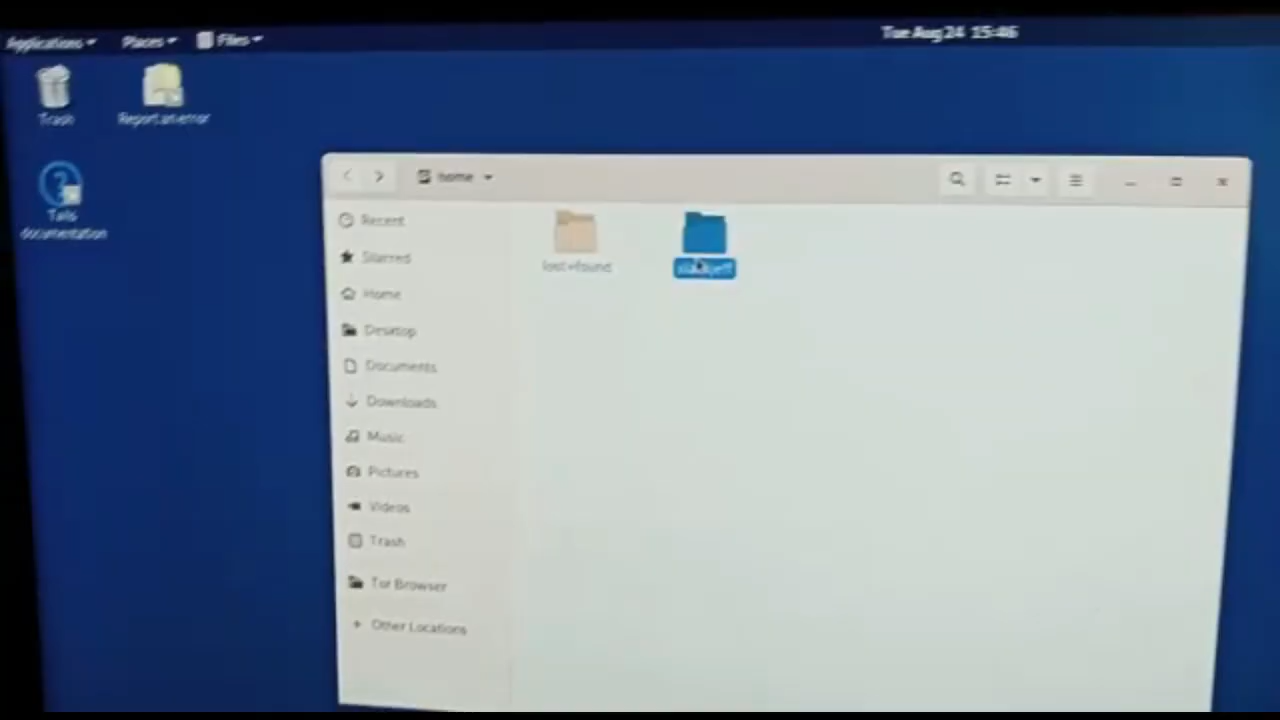 Applications Places Files Tue Aug 24 15:46
Trash Report an error
Tails
documentation
home
Recent
Starred
Home
Desktop
Documents
Downloads
Music
Pictures
Videos
Trash
Tor Browser
Other Locations
lost+found